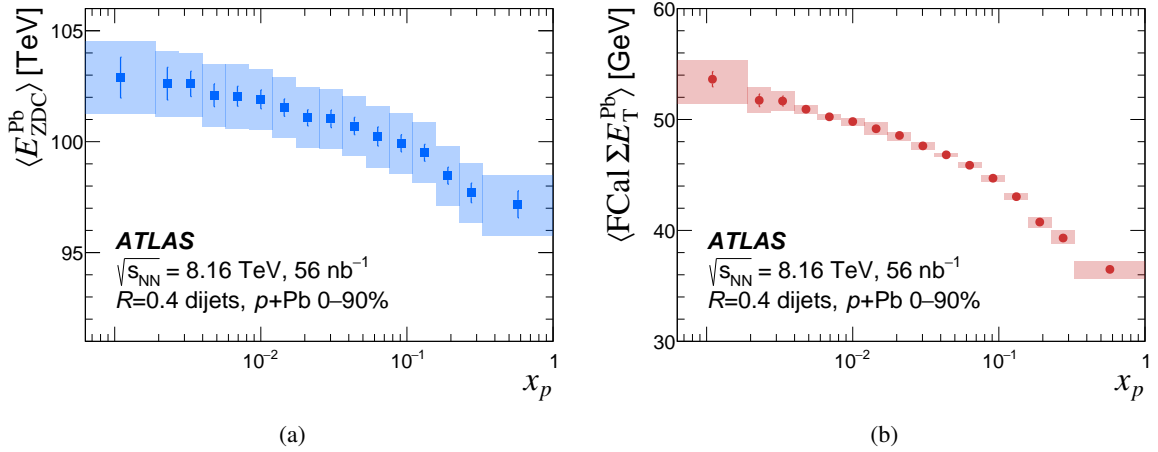 ⟨E_ZDC^Pb⟩ [TeV]
105
100
95
10⁻²
10⁻¹
1
x_p
ATLAS
√s_NN = 8.16 TeV, 56 nb⁻¹
R=0.4 dijets, p+Pb 0–90%
(a)
⟨FCal ΣE_T^Pb⟩ [GeV]
60
50
40
30
10⁻²
10⁻¹
1
x_p
ATLAS
√s_NN = 8.16 TeV, 56 nb⁻¹
R=0.4 dijets, p+Pb 0–90%
(b)